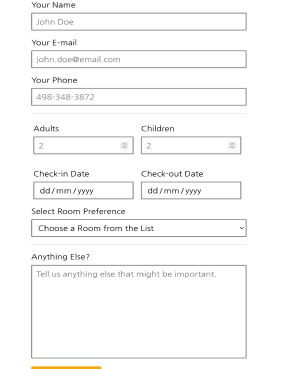 Your Name
John Doe
Your E-mail
john.doe@email.com
Your Phone
498-348-3872
Adults Children
2 2
Check-in Date Check-out Date
dd/mm/yyyy dd/mm/yyyy
Select Room Preference
Choose a Room from the List
Anything Else?
Tell us anything else that might be important.